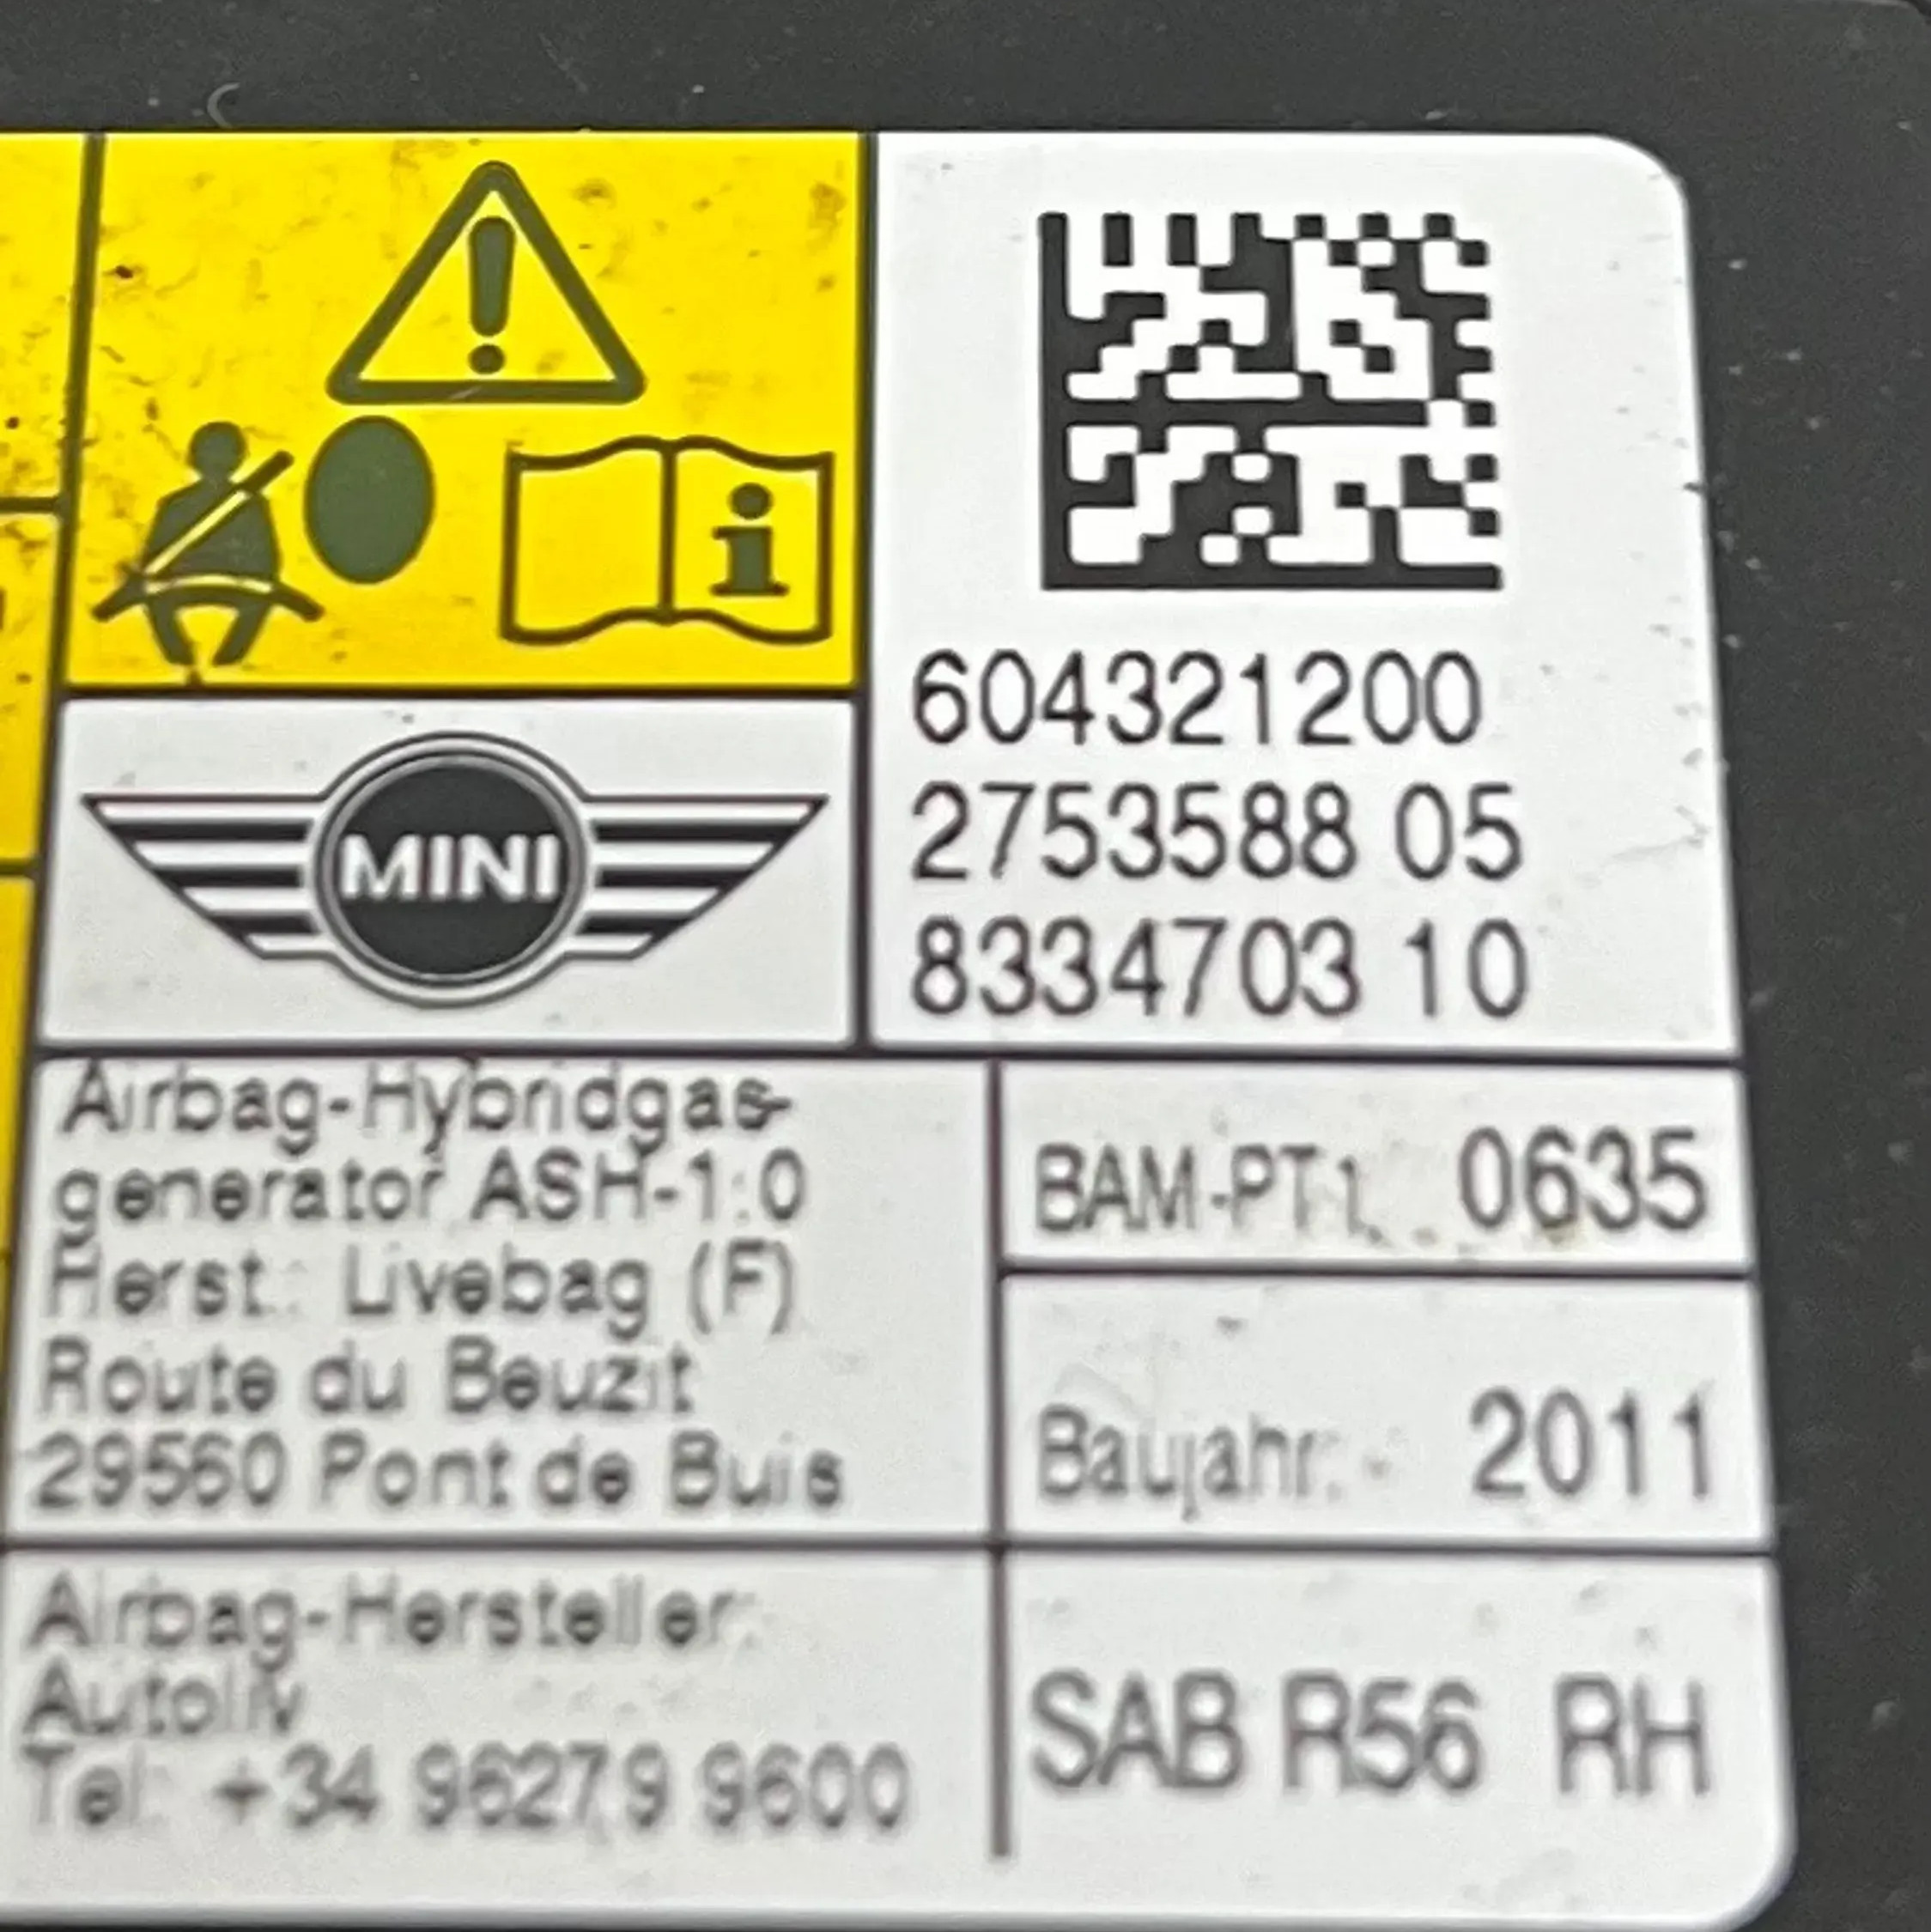 604321200
2753588 05
8334703 10
MINI
Airbag-Hybridgas-
generator ASH-1.0
Herst.: Livebag (F)
Route du Beuzit
29560 Pont de Buis
BAM-PT1 0635
Baujahr: 2011
Airbag-Hersteller:
Autoliv
Tel.: +34 96279 9600
SAB R56 RH